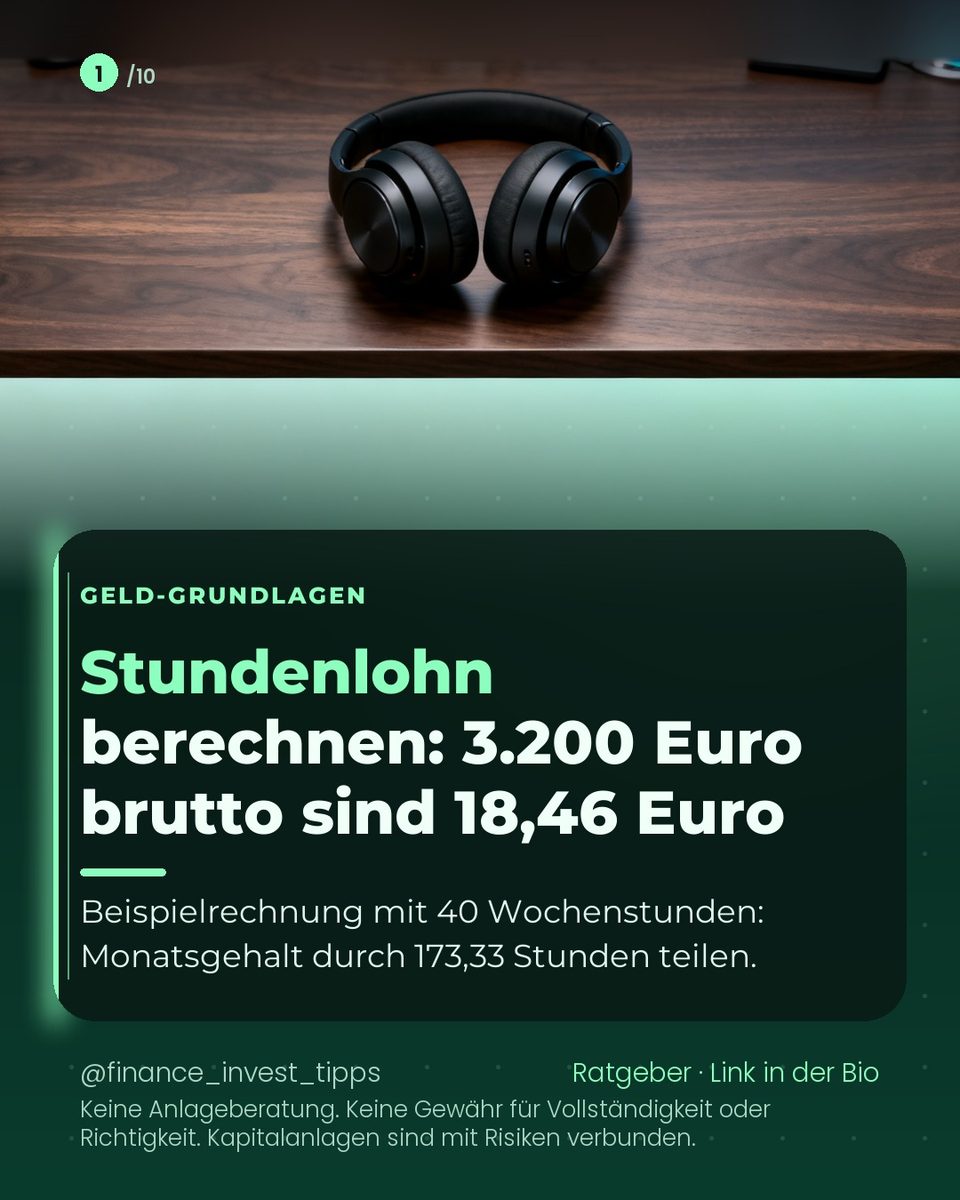 1 /10
GELD-GRUNDLAGEN
Stundenlohn
berechnen: 3.200 Euro
brutto sind 18,46 Euro
Beispielrechnung mit 40 Wochenstunden:
Monatsgehalt durch 173,33 Stunden teilen.
@finance_invest_tipps Ratgeber · Link in der Bio
Keine Anlageberatung. Keine Gewähr für Vollständigkeit oder
Richtigkeit. Kapitalanlagen sind mit Risiken verbunden.